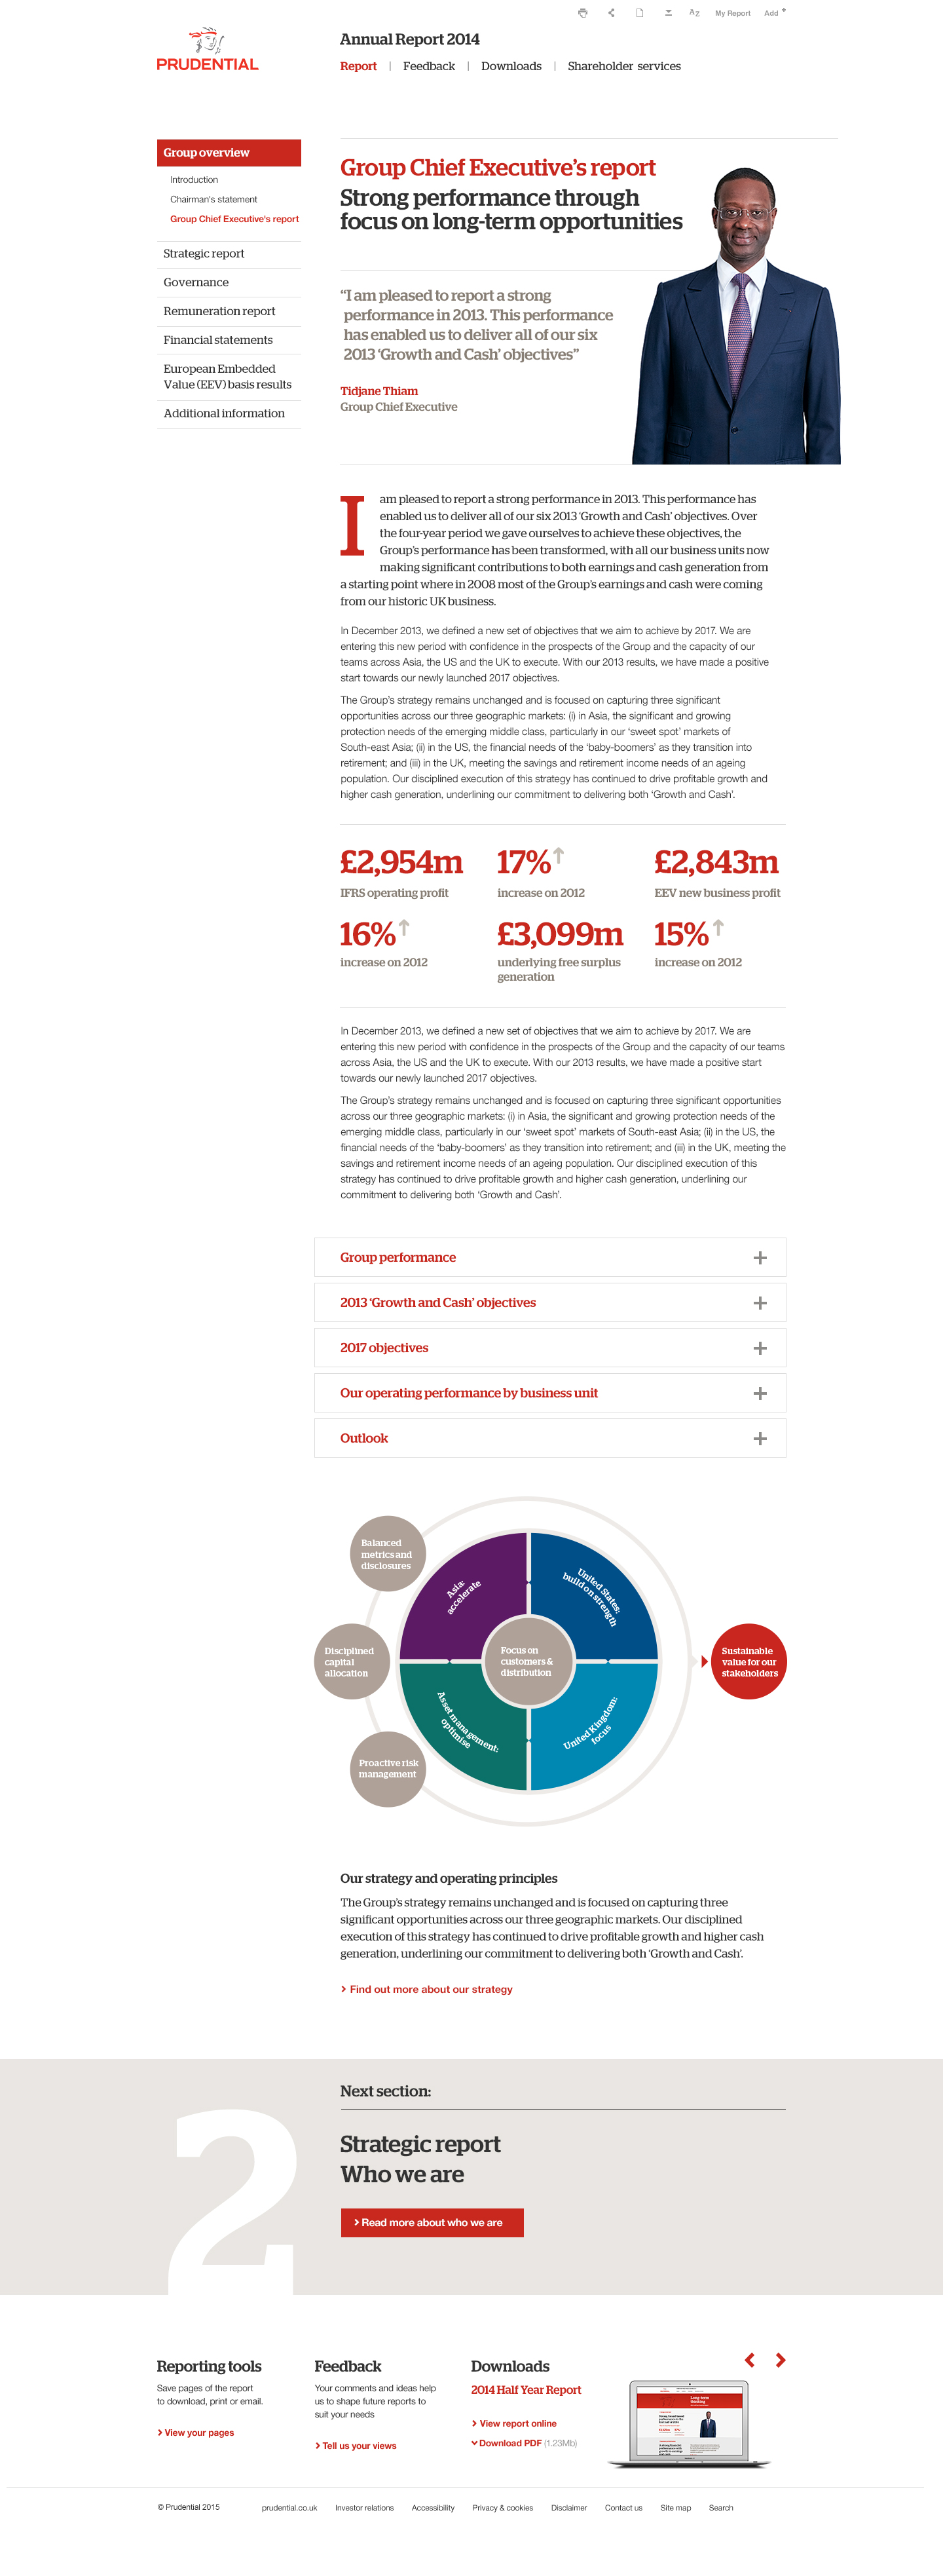 AZ
My Report
Add +
PRUDENTIAL
Annual Report 2014
Report | Feedback | Downloads | Shareholder services
Group overview
Introduction
Chairman's statement
Group Chief Executive's report
Strategic report
Governance
Remuneration report
Financial statements
European Embedded
Value (EEV) basis results
Additional information
Group Chief Executive's report
Strong performance through
focus on long-term opportunities
“I am pleased to report a strong
performance in 2013. This performance
has enabled us to deliver all of our six
2013 ‘Growth and Cash’ objectives”
Tidjane Thiam
Group Chief Executive
I am pleased to report a strong performance in 2013. This performance has
enabled us to deliver all of our six 2013 ‘Growth and Cash’ objectives. Over
the four-year period we gave ourselves to achieve these objectives, the
Group’s performance has been transformed, with all our business units now
making significant contributions to both earnings and cash generation from
a starting point where in 2008 most of the Group’s earnings and cash were coming
from our historic UK business.
In December 2013, we defined a new set of objectives that we aim to achieve by 2017. We are
entering this new period with confidence in the prospects of the Group and the capacity of our
teams across Asia, the US and the UK to execute. With our 2013 results, we have made a positive
start towards our newly launched 2017 objectives.
The Group’s strategy remains unchanged and is focused on capturing three significant
opportunities across our three geographic markets: (i) in Asia, the significant and growing
protection needs of the emerging middle class, particularly in our ‘sweet spot’ markets of
South-east Asia; (ii) in the US, the financial needs of the ‘baby-boomers’ as they transition into
retirement; and (iii) in the UK, meeting the savings and retirement income needs of an ageing
population. Our disciplined execution of this strategy has continued to drive profitable growth and
higher cash generation, underlining our commitment to delivering both ‘Growth and Cash’.
£2,954m
IFRS operating profit
17%↑
increase on 2012
£2,843m
EEV new business profit
16%↑
increase on 2012
£3,099m
underlying free surplus
generation
15%↑
increase on 2012
In December 2013, we defined a new set of objectives that we aim to achieve by 2017. We are
entering this new period with confidence in the prospects of the Group and the capacity of our teams
across Asia, the US and the UK to execute. With our 2013 results, we have made a positive start
towards our newly launched 2017 objectives.
The Group’s strategy remains unchanged and is focused on capturing three significant opportunities
across our three geographic markets: (i) in Asia, the significant and growing protection needs of the
emerging middle class, particularly in our ‘sweet spot’ markets of South-east Asia; (ii) in the US, the
financial needs of the ‘baby-boomers’ as they transition into retirement; and (iii) in the UK, meeting the
savings and retirement income needs of an ageing population. Our disciplined execution of this
strategy has continued to drive profitable growth and higher cash generation, underlining our
commitment to delivering both ‘Growth and Cash’.
Group performance +
2013 ‘Growth and Cash’ objectives +
2017 objectives +
Our operating performance by business unit +
Outlook +
Balanced
metrics and
disclosures
Asia:
accelerate
United States:
build on strength
Disciplined
capital
allocation
Focus on
customers &
distribution
Sustainable
value for our
stakeholders
Asset management:
optimise
United Kingdom:
focus
Proactive risk
management
Our strategy and operating principles
The Group’s strategy remains unchanged and is focused on capturing three
significant opportunities across our three geographic markets. Our disciplined
execution of this strategy has continued to drive profitable growth and higher cash
generation, underlining our commitment to delivering both ‘Growth and Cash’.
Find out more about our strategy
2
Next section:
Strategic report
Who we are
Read more about who we are
Reporting tools
Save pages of the report
to download, print or email.
View your pages
Feedback
Your comments and ideas help
us to shape future reports to
suit your needs
Tell us your views
Downloads
2014 Half Year Report
View report online
Download PDF (1.23Mb)
© Prudential 2015
prudential.co.uk
Investor relations
Accessibility
Privacy & cookies
Disclaimer
Contact us
Site map
Search